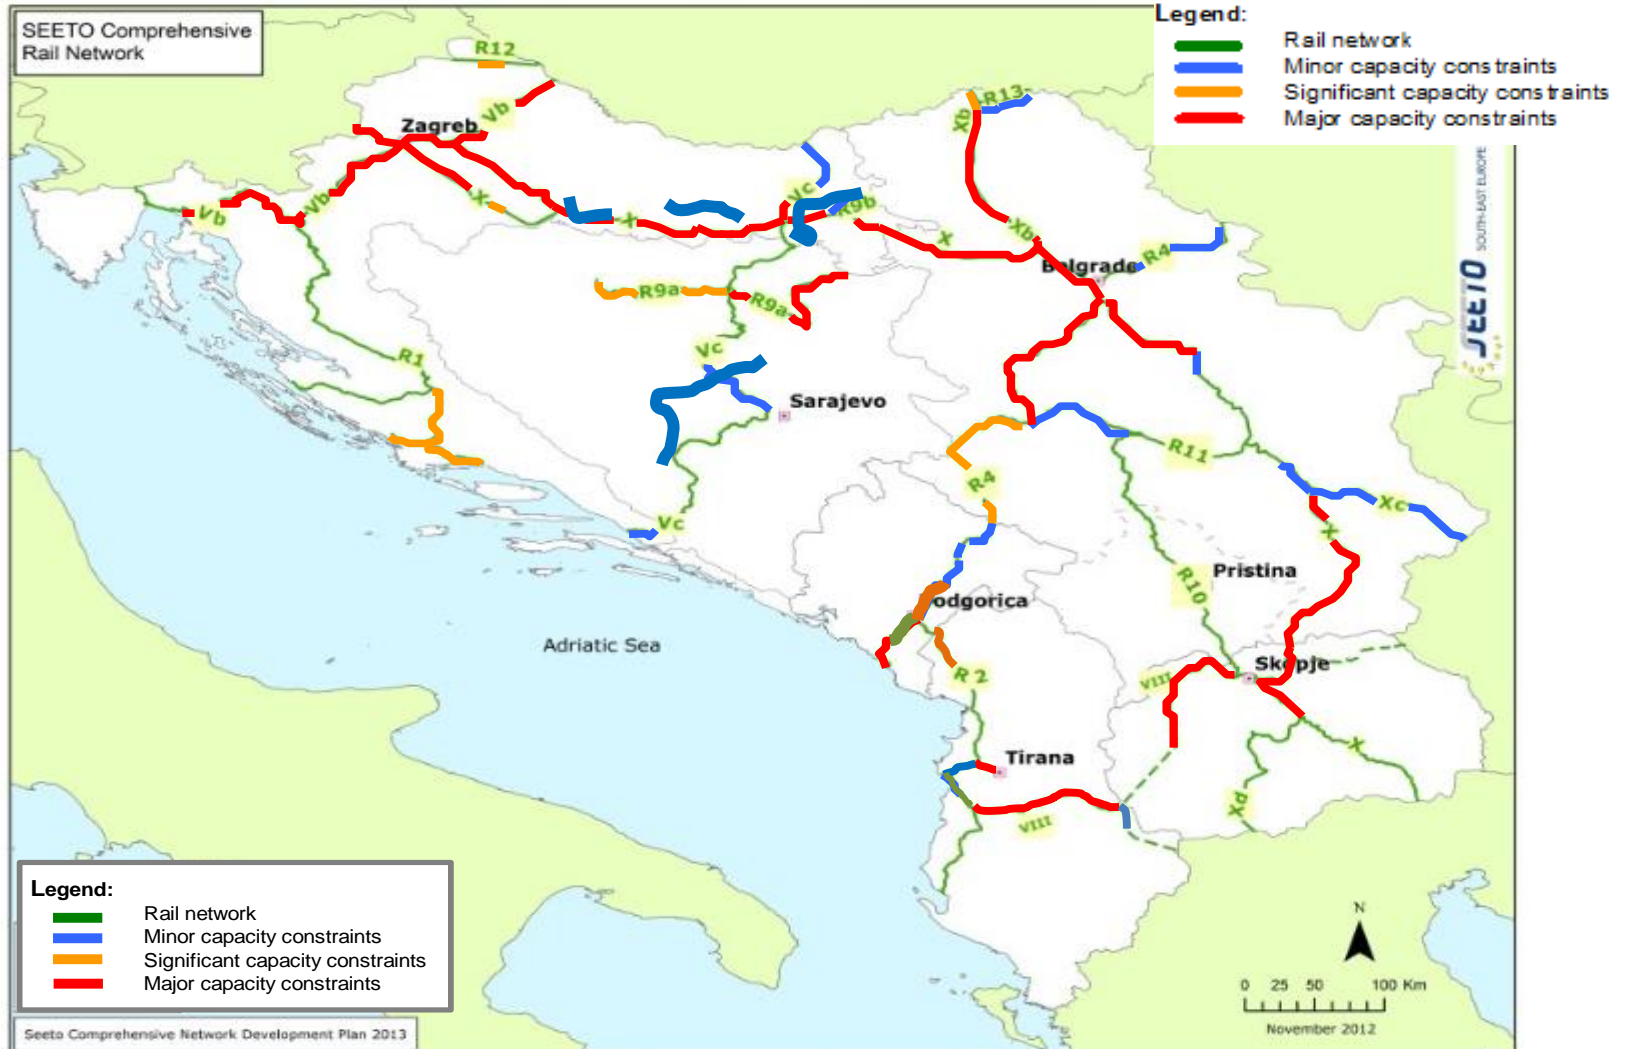 SEETO Comprehensive
Rail Network
Legend:
Rail network
Minor capacity constraints
Significant capacity constraints
Major capacity constraints
SEETO
SOUTH-EAST EUROPE
R12
Vb
Zagreb
R13
Xb
X
Vb
Vb
Vc
R9b
X
X
Xb
Belgrade
R4
R9a
R9a
Vc
R1
Sarajevo
R11
R4
Xc
Vc
X
Pristina
R10
Podgorica
Adriatic Sea
Skopje
R 2
VIII
Tirana
X
Xd
VIII
Legend:
Rail network
Minor capacity constraints
Significant capacity constraints
Major capacity constraints
N
0 25 50 100 Km
November 2012
Seeto Comprehensive Network Development Plan 2013